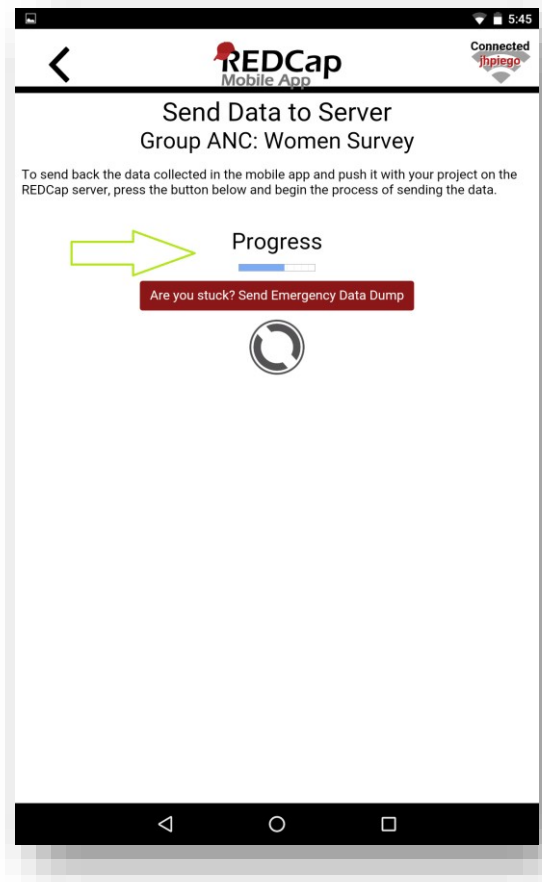 5:45
REDCap
Mobile App
Connected
jhpiego
Send Data to Server
Group ANC: Women Survey
To send back the data collected in the mobile app and push it with your project on the
REDCap server, press the button below and begin the process of sending the data.
Progress
Are you stuck? Send Emergency Data Dump